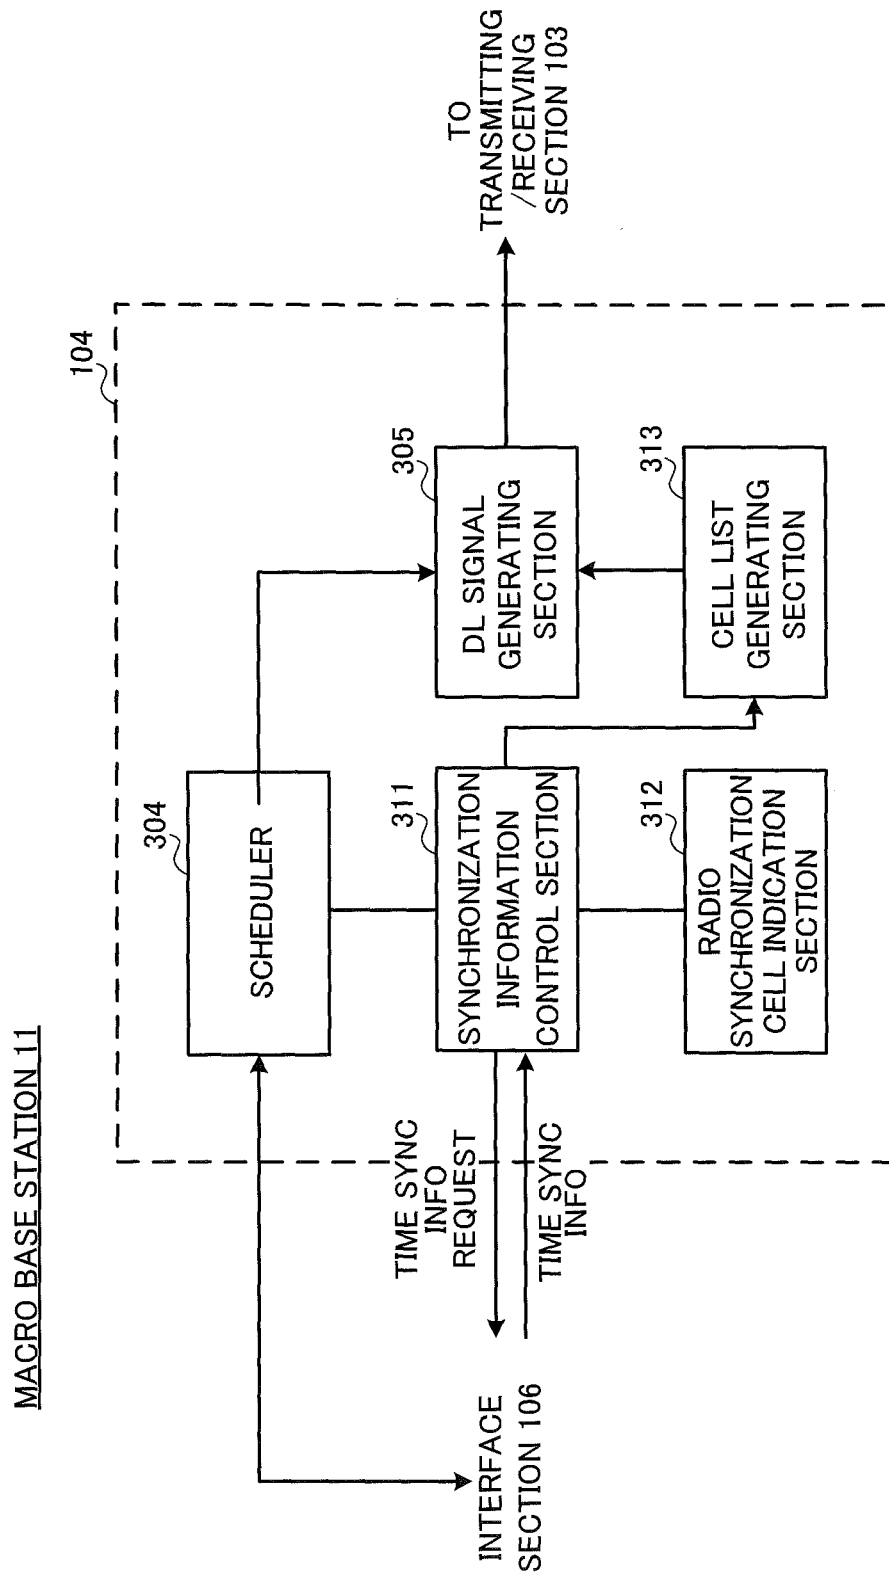 MACRO BASE STATION 11
104
304
SCHEDULER
311
SYNCHRONIZATION
INFORMATION
CONTROL SECTION
312
RADIO
SYNCHRONIZATION
CELL INDICATION
SECTION
305
DL SIGNAL
GENERATING
SECTION
313
CELL LIST
GENERATING
SECTION
TIME SYNC
INFO
REQUEST
TIME SYNC
INFO
INTERFACE
SECTION 106
TO
TRANSMITTING
/RECEIVING
SECTION 103